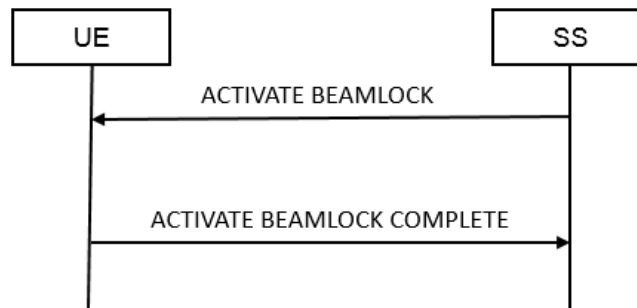 UE
SS
ACTIVATE BEAMLOCK
ACTIVATE BEAMLOCK COMPLETE